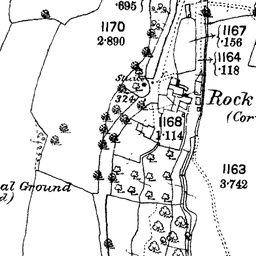 .695
1170
2.890
1167
.156
1164
.118
Sluice
324
Rock
(Cor
1168
1.114
1163
3.742
al Ground
d)